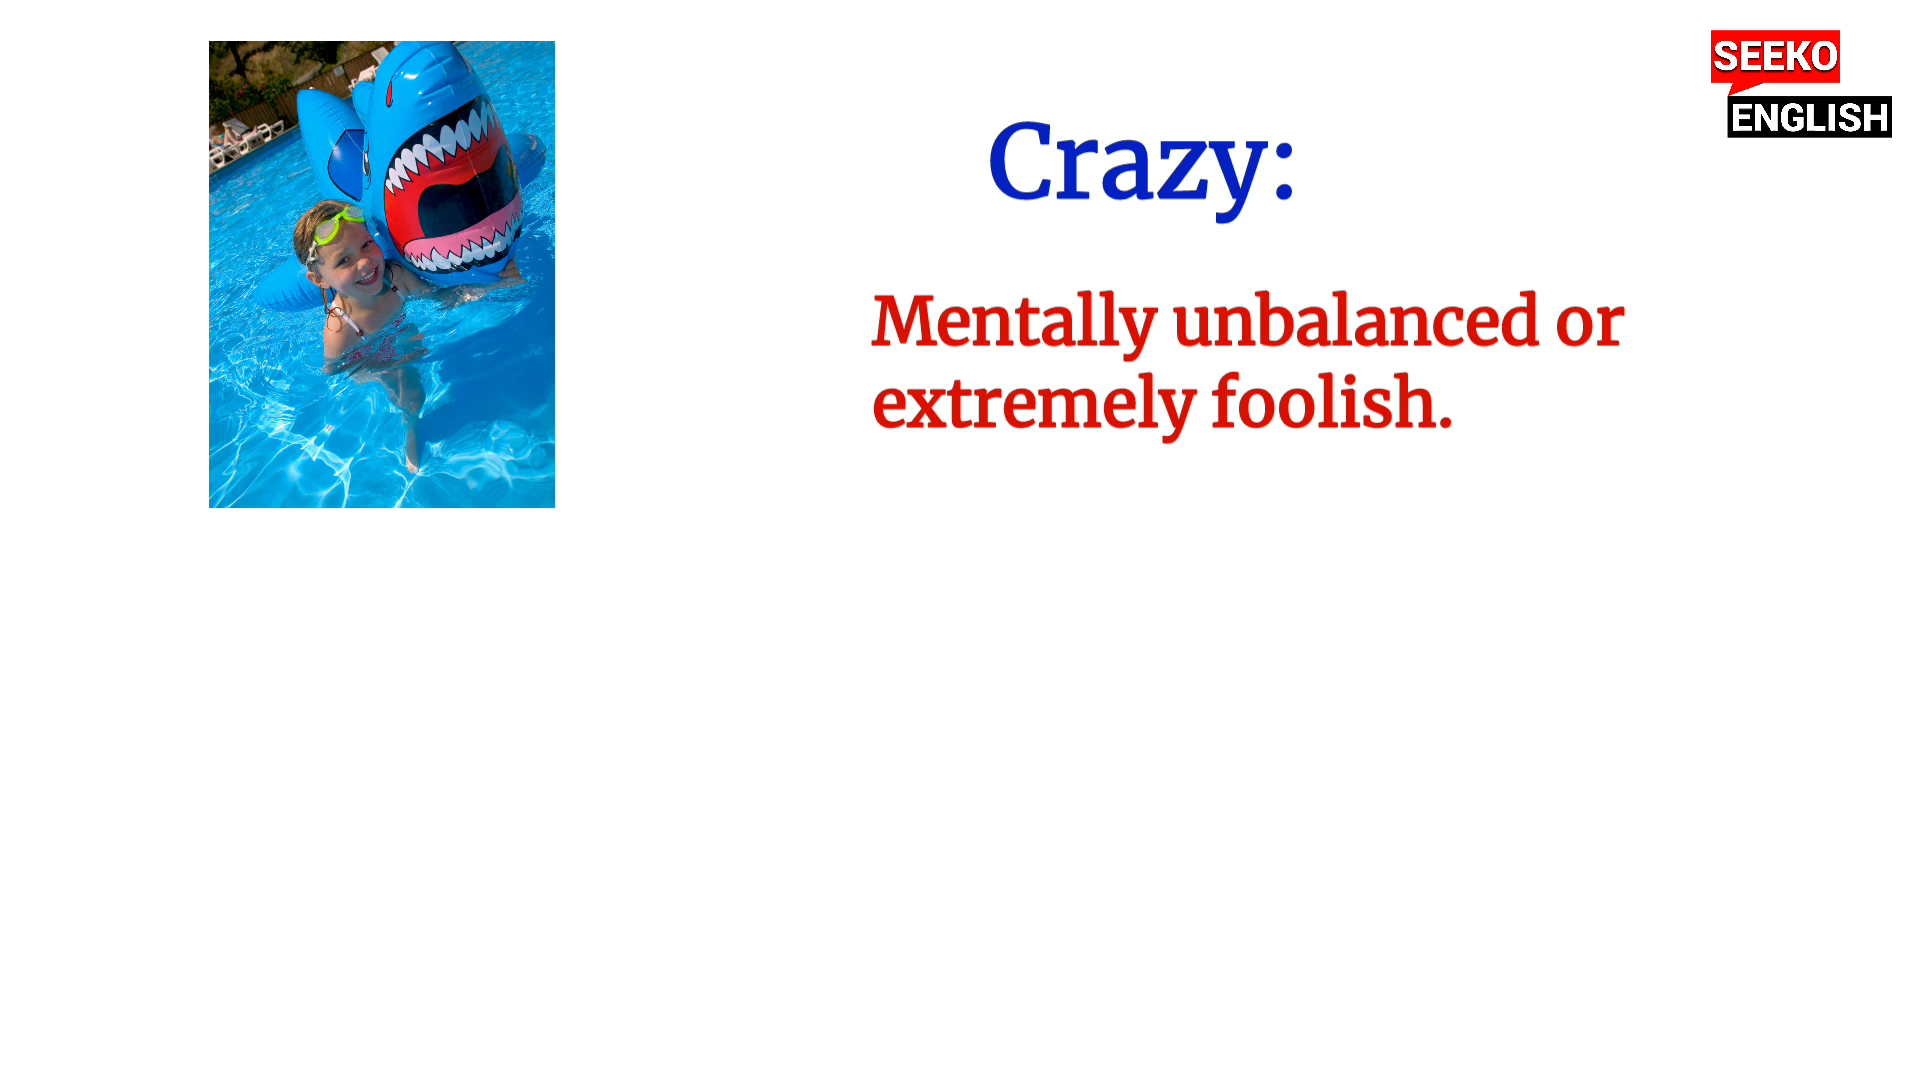 SEEKO
ENGLISH
Crazy:
Mentally unbalanced or
extremely foolish.